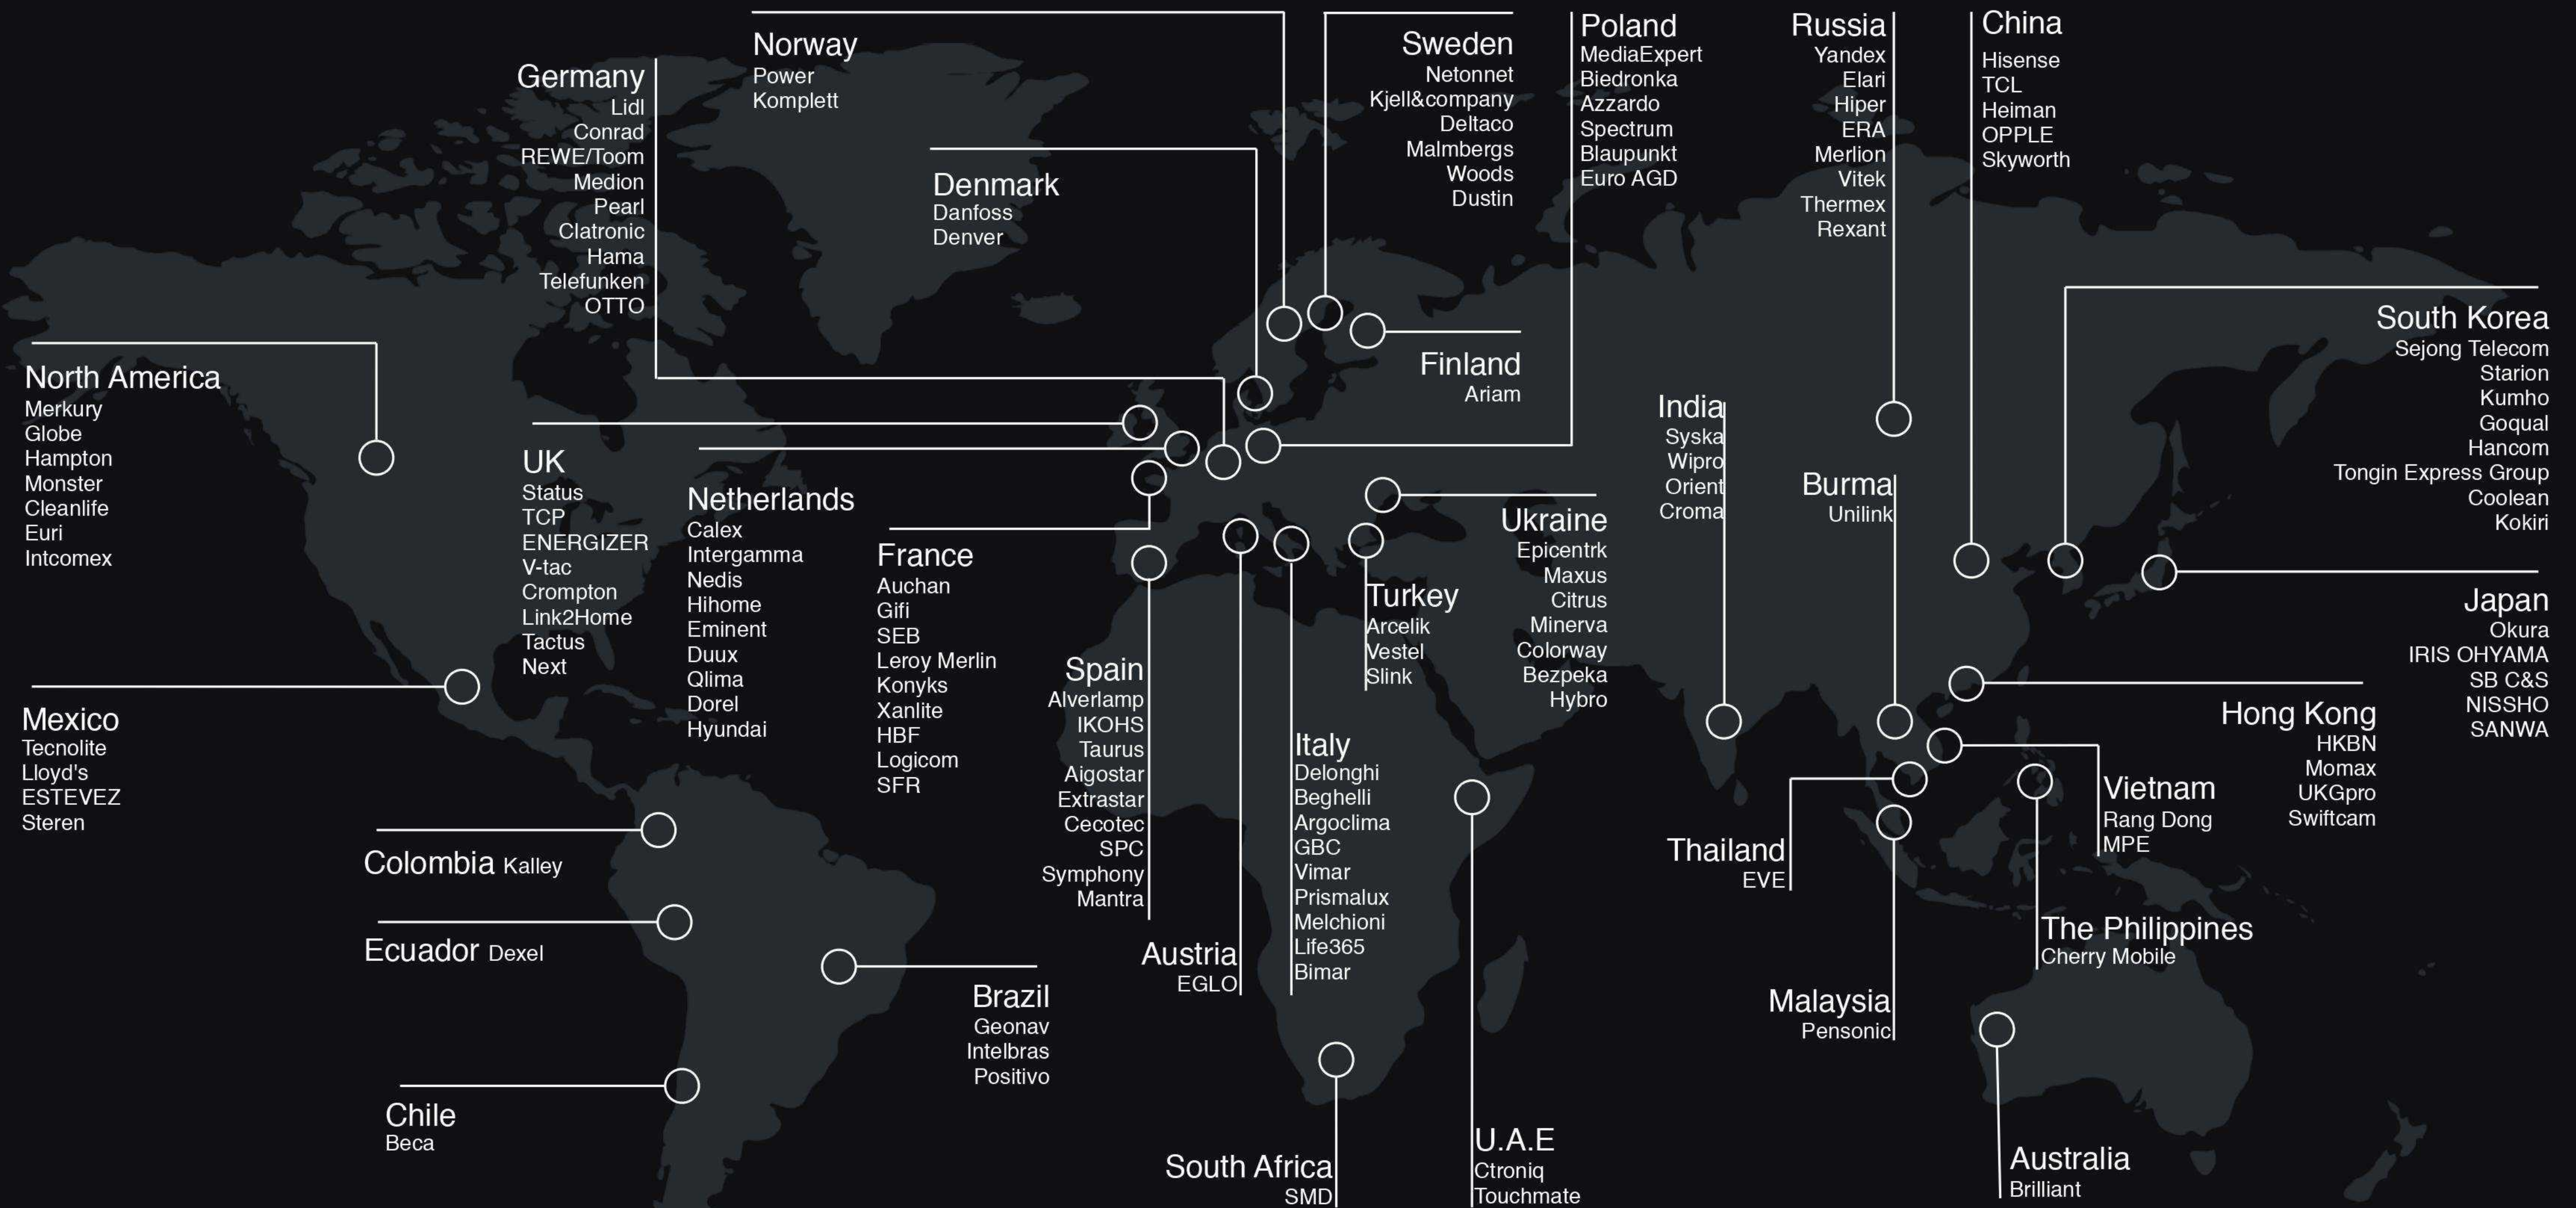 Norway
Power
Komplett
Germany
Lidl
Conrad
REWE/Toom
Medion
Pearl
Clatronic
Hama
Telefunken
OTTO
Denmark
Danfoss
Denver
Sweden
Netonnet
Kjell&company
Deltaco
Malmbergs
Woods
Dustin
Poland
MediaExpert
Biedronka
Azzardo
Spectrum
Blaupunkt
Euro AGD
Russia
Yandex
Elari
Hiper
ERA
Merlion
Vitek
Thermex
Rexant
China
Hisense
TCL
Heiman
OPPLE
Skyworth
South Korea
Sejong Telecom
Starion
Kumho
Goqual
Hancom
Tongin Express Group
Coolean
Kokiri
North America
Merkury
Globe
Hampton
Monster
Cleanlife
Euri
Intcomex
UK
Status
TCP
ENERGIZER
V-tac
Crompton
Link2Home
Tactus
Next
Netherlands
Calex
Intergamma
Nedis
Hihome
Eminent
Duux
Qlima
Dorel
Hyundai
France
Auchan
Gifi
SEB
Leroy Merlin
Konyks
Xanlite
HBF
Logicom
SFR
Finland
Ariam
India
Syska
Wipro
Orient
Croma
Burma
Unilink
Ukraine
Epicentrk
Maxus
Citrus
Minerva
Colorway
Bezpeka
Hybro
Turkey
Arcelik
Vestel
Slink
Spain
Alverlamp
IKOHS
Taurus
Aigostar
Extrastar
Cecotec
SPC
Symphony
Mantra
Italy
Delonghi
Beghelli
Argoclima
GBC
Vimar
Prismalux
Melchioni
Life365
Bimar
Austria
EGLO
Japan
Okura
IRIS OHYAMA
SB C&S
NISSHO
SANWA
Hong Kong
HKBN
Momax
UKGpro
Swiftcam
Mexico
Tecnolite
Lloyd's
ESTEVEZ
Steren
Colombia Kalley
Ecuador Dexel
Brazil
Geonav
Intelbras
Positivo
Chile
Beca
South Africa
SMD
U.A.E
Ctroniq
Touchmate
Thailand
EVE
Vietnam
Rang Dong
MPE
The Philippines
Cherry Mobile
Malaysia
Pensonic
Australia
Brilliant